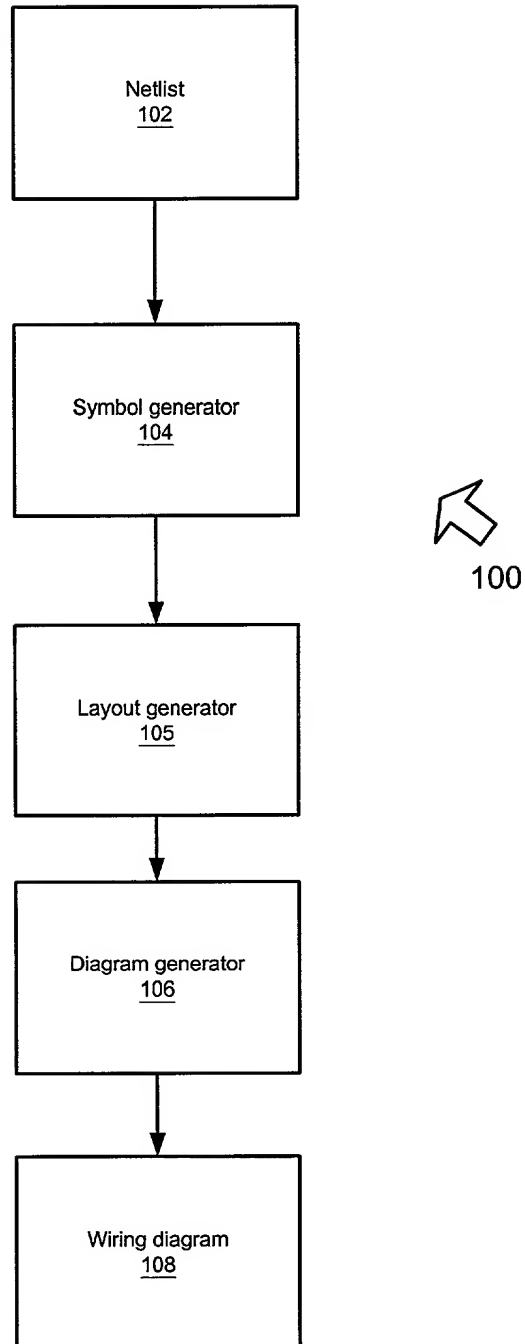 Netlist
102
Symbol generator
104
100
Layout generator
105
Diagram generator
106
Wiring diagram
108